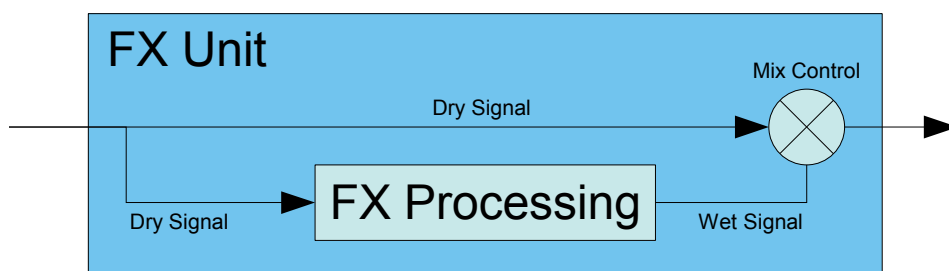 FX Unit
Mix Control
Dry Signal
FX Processing
Dry Signal
Wet Signal